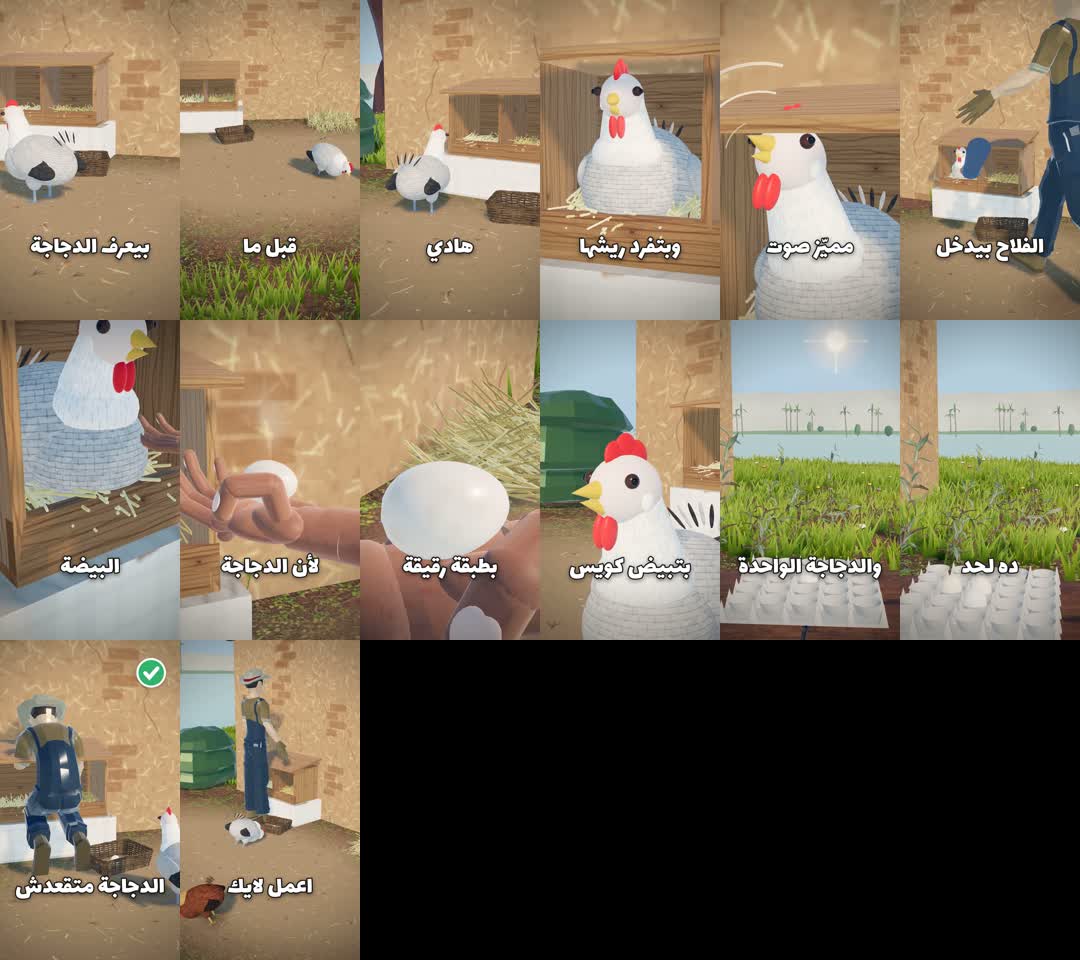 بيعرف الدجاجة
قبل ما
هادي
وبتفرد ريشها
مميّز صوت
الفلاح بيدخل
البيضة
لأن الدجاجة
بطبقة رقيقة
بتبيض كويس
والدجاجة الواحدة
ده لحد
الدجاجة متقعدش
اعمل لايك